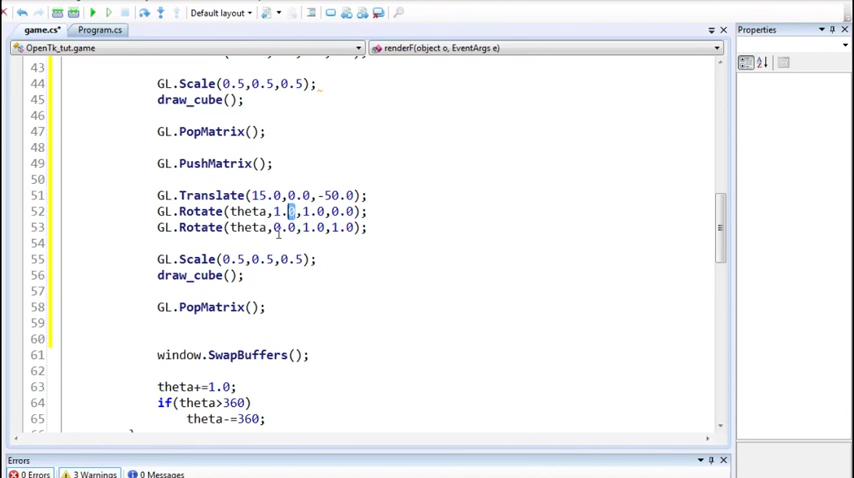 Default layout
game.cs*
Program.cs
OpenTk_tut.game
renderF(object o, EventArgs e)
43
44 GL.Scale(0.5,0.5,0.5);
45 draw_cube();
46
47 GL.PopMatrix();
48
49 GL.PushMatrix();
50
51 GL.Translate(15.0,0.0,-50.0);
52 GL.Rotate(theta,1.0,1.0,0.0);
53 GL.Rotate(theta,0.0,1.0,1.0);
54
55 GL.Scale(0.5,0.5,0.5);
56 draw_cube();
57
58 GL.PopMatrix();
59
60
61 window.SwapBuffers();
62
63 theta+=1.0;
64 if(theta>360)
65 theta-=360;
Properties
Errors
0 Errors
3 Warnings
0 Messages